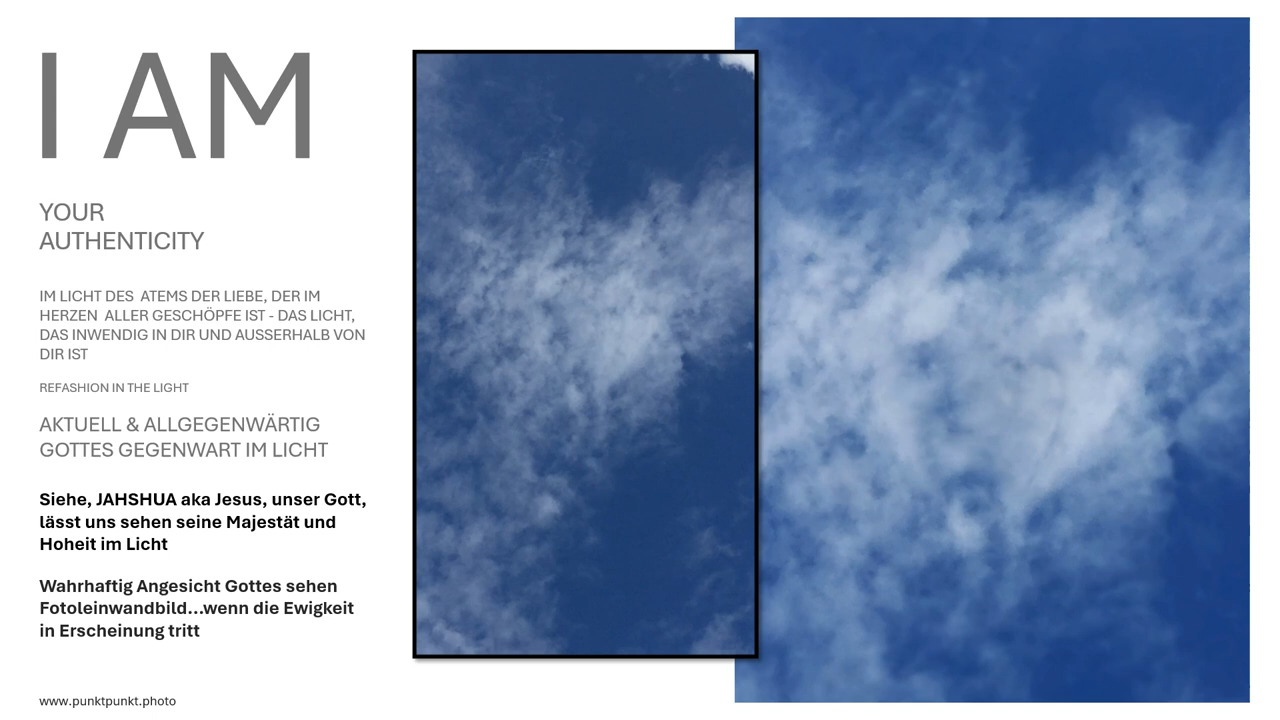 I AM
YOUR
AUTHENTICITY
IM LICHT DES  ATEMS DER LIEBE, DER IM
HERZEN  ALLER GESCHÖPFE IST - DAS LICHT,
DAS INWENDIG IN DIR UND AUSSERHALB VON
DIR IST
REFASHION IN THE LIGHT
AKTUELL & ALLGEGENWÄRTIG
GOTTES GEGENWART IM LICHT
Siehe, JAHSHUA aka Jesus, unser Gott,
lässt uns sehen seine Majestät und
Hoheit im Licht
Wahrhaftig Angesicht Gottes sehen
Fotoleinwandbild...wenn die Ewigkeit
in Erscheinung tritt
www.punktpunkt.photo